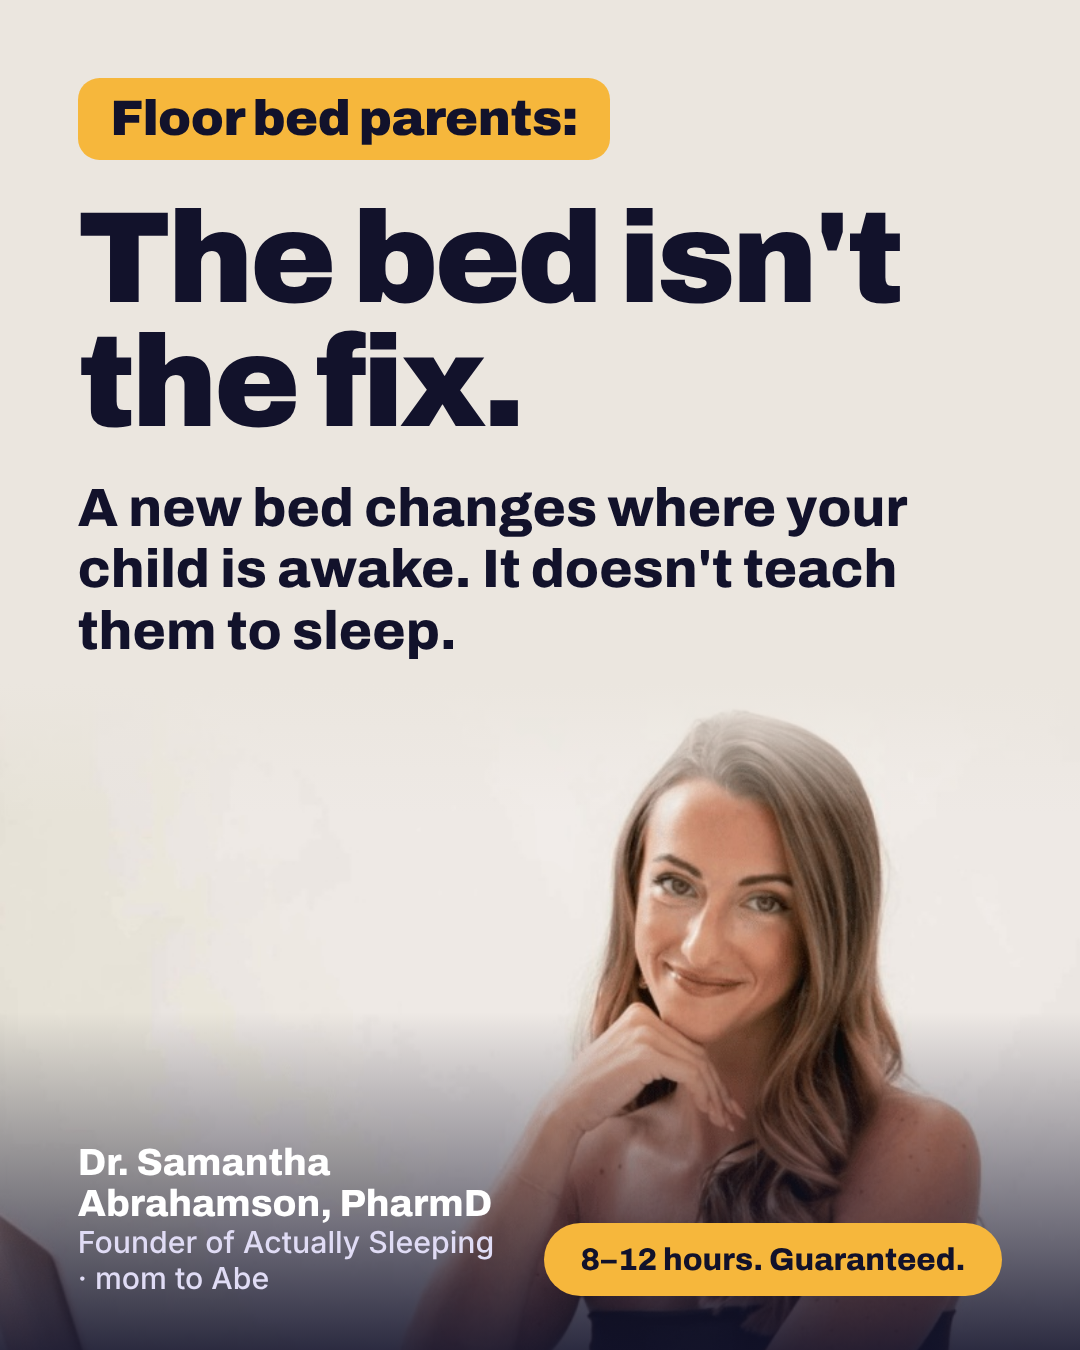 Floor bed parents:
The bed isn't
the fix.
A new bed changes where your
child is awake. It doesn't teach
them to sleep.
Dr. Samantha
Abrahamson, PharmD
Founder of Actually Sleeping
· mom to Abe
8–12 hours. Guaranteed.